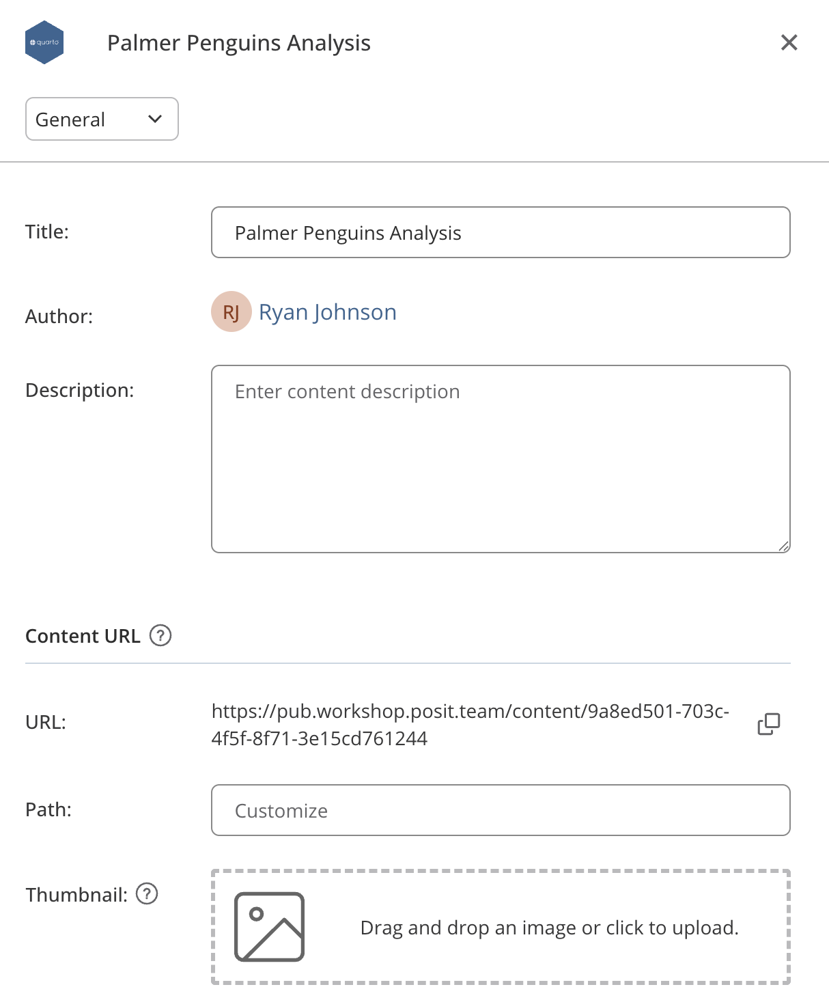 quarto
Palmer Penguins Analysis
General
Title:
Palmer Penguins Analysis
Author:
RJ
Ryan Johnson
Description:
Enter content description
Content URL ?
URL:
https://pub.workshop.posit.team/content/9a8ed501-703c-
4f5f-8f71-3e15cd761244
Path:
Customize
Thumbnail: ?
Drag and drop an image or click to upload.